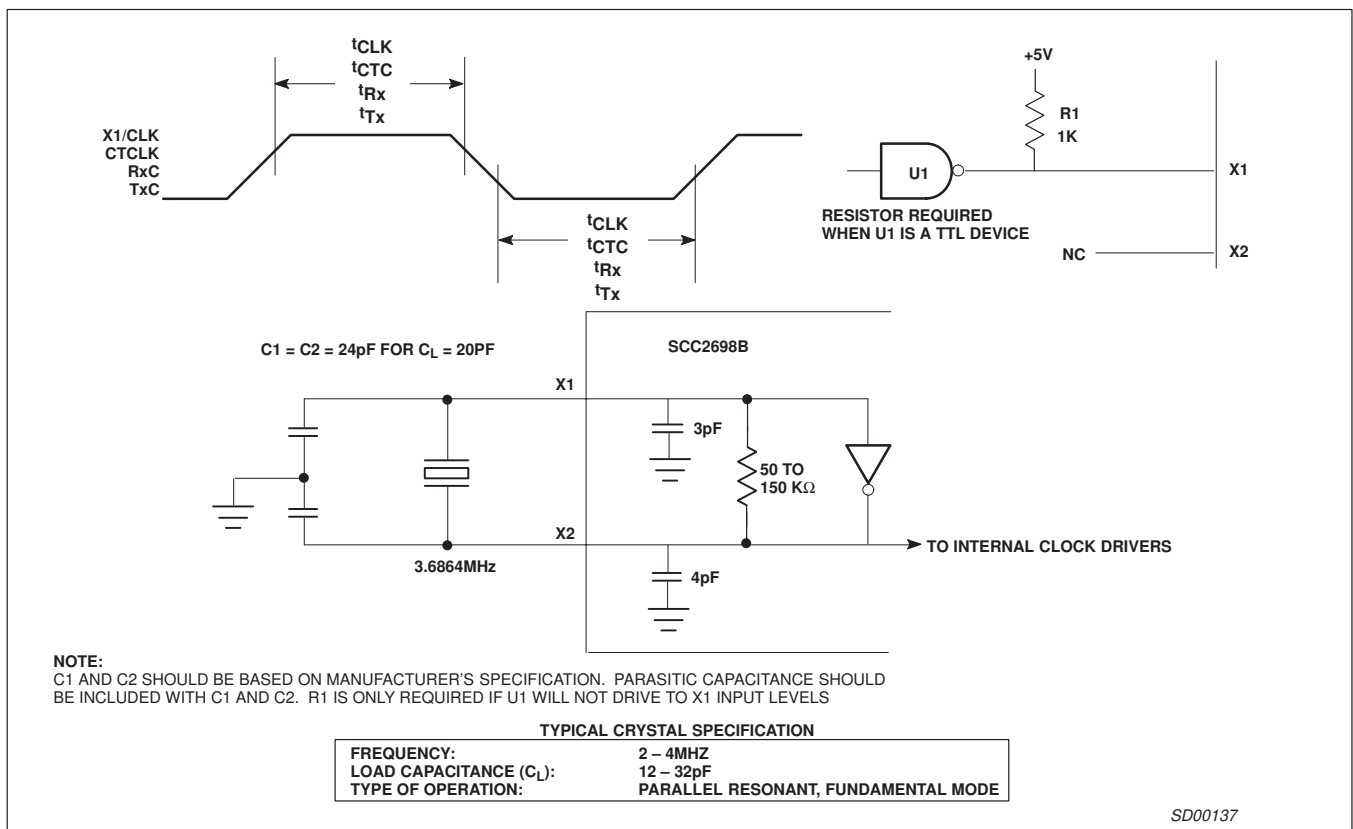 tCLK
tCTC
tRx
tTx
X1/CLK
CTCLK
RxC
TxC
tCLK
tCTC
tRx
tTx
+5V
R1
1K
U1
X1
RESISTOR REQUIRED
WHEN U1 IS A TTL DEVICE
NC
X2
C1 = C2 = 24pF FOR CL = 20PF
SCC2698B
X1
3pF
50 TO
150 KΩ
X2
TO INTERNAL CLOCK DRIVERS
3.6864MHz
4pF
NOTE:
C1 AND C2 SHOULD BE BASED ON MANUFACTURER'S SPECIFICATION. PARASITIC CAPACITANCE SHOULD
BE INCLUDED WITH C1 AND C2. R1 IS ONLY REQUIRED IF U1 WILL NOT DRIVE TO X1 INPUT LEVELS
TYPICAL CRYSTAL SPECIFICATION
FREQUENCY: 2 – 4MHZ
LOAD CAPACITANCE (CL): 12 – 32pF
TYPE OF OPERATION: PARALLEL RESONANT, FUNDAMENTAL MODE
SD00137